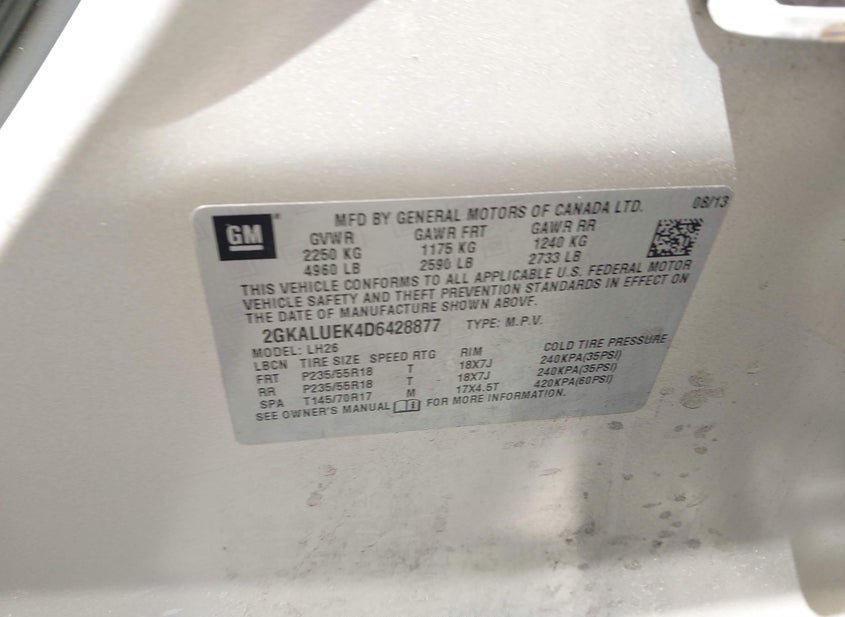 GM
MFD BY GENERAL MOTORS OF CANADA LTD. 08/13
GVWR GAWR FRT GAWR RR
2250 KG 1175 KG 1240 KG
4960 LB 2590 LB 2733 LB
THIS VEHICLE CONFORMS TO ALL APPLICABLE U.S. FEDERAL MOTOR
VEHICLE SAFETY AND THEFT PREVENTION STANDARDS IN EFFECT ON
THE DATE OF MANUFACTURE SHOWN ABOVE.
2GKALUEK4D6428877 TYPE: M.P.V.
MODEL: LH26
LBCN TIRE SIZE SPEED RTG RIM COLD TIRE PRESSURE
FRT P235/55R18 T 18X7J 240KPA(35PSI)
RR P235/55R18 T 18X7J 240KPA(35PSI)
SPA T145/70R17 M 17X4.5T 420KPA(60PSI)
SEE OWNER'S MANUAL FOR MORE INFORMATION.